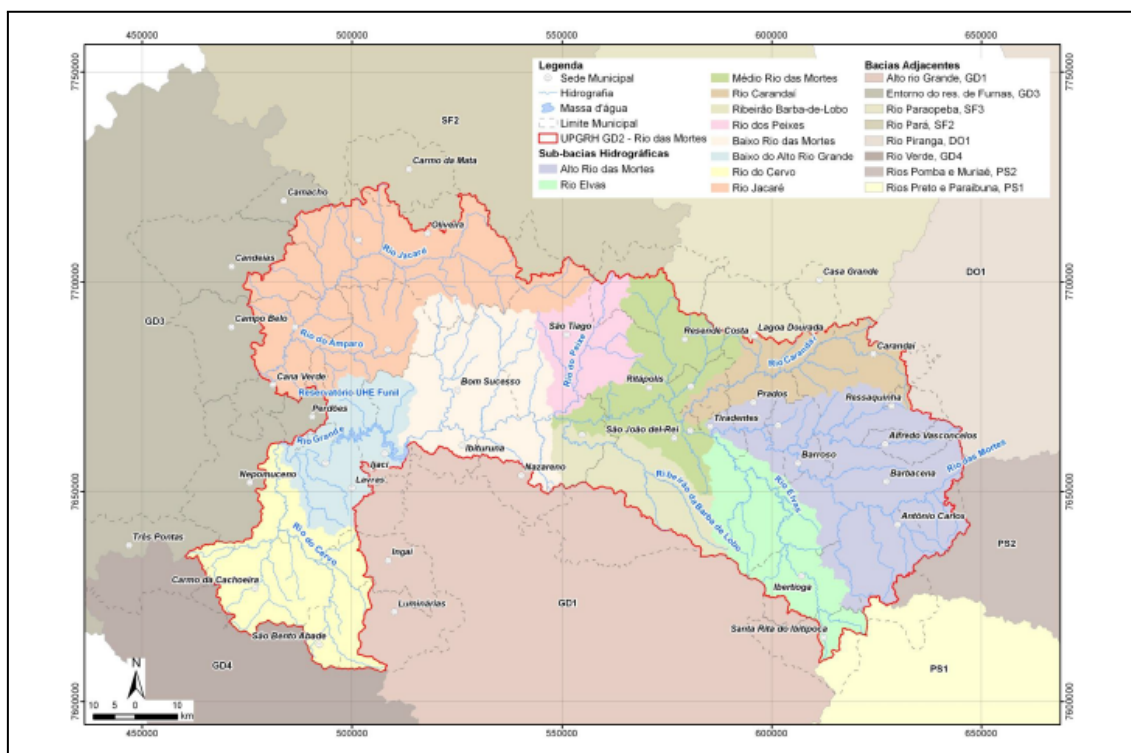 450000 500000 550000 600000 650000
7750000 7750000
7700000 7700000
7650000 7650000
7600000 7600000
450000 500000 550000 600000 650000
Legenda
Sede Municipal
Hidrografia
Massa d'água
Limite Municipal
UPGRH GD2 - Rio das Mortes
Sub-bacias Hidrográficas
Alto Rio das Mortes
Rio Elvas
Médio Rio das Mortes
Rio Carandaí
Ribeirão Barba-de-Lobo
Rio dos Peixes
Baixo Rio das Mortes
Baixo do Alto Rio Grande
Rio do Cervo
Rio Jacaré
Bacias Adjacentes
Alto rio Grande, GD1
Entorno do res. de Furnas, GD3
Rio Paraopeba, SF3
Rio Pará, SF2
Rio Piranga, DO1
Rio Verde, GD4
Rios Pomba e Muriaé, PS2
Rios Preto e Paraibuna, PS1
SF2
Carmo da Mata
Camacho
Oliveira
Rio Jacaré
Candeias
Casa Grande
DO1
GD3
Campo Belo
Rio do Amparo
São Tiago
Rio do Peixe
Resende Costa
Lagoa Dourada
Rio Carandaí
Carandaí
Cana Verde
Reservatório UHE Funil
Bom Sucesso
Ritápolis
Prados
Ressaquinha
Perdões
Tiradentes
São João del-Rei
Alfredo Vasconcelos
Rio Grande
Ijaci
Ibituruna
Nazareno
Barroso
Rio das Mortes
Barbacena
Nepomuceno
Lavras
Ribeirão da Barba de Lobo
Rio Elvas
Antônio Carlos
Três Pontas
Rio do Cervo
Ingaí
PS2
Carmo da Cachoeira
Luminárias
GD1
Ibertioga
São Bento Abade
Santa Rita do Ibitipoca
GD4
PS1
N
10 5 0 10
km